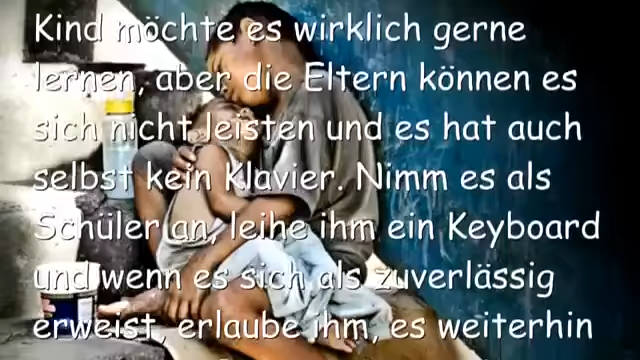 Kind möchte es wirklich gerne
lernen, aber die Eltern können es
sich nicht leisten und es hat auch
selbst kein Klavier. Nimm es als
Schüler an, leihe ihm ein Keyboard
und wenn es sich als zuverlässig
erweist, erlaube ihm, es weiterhin